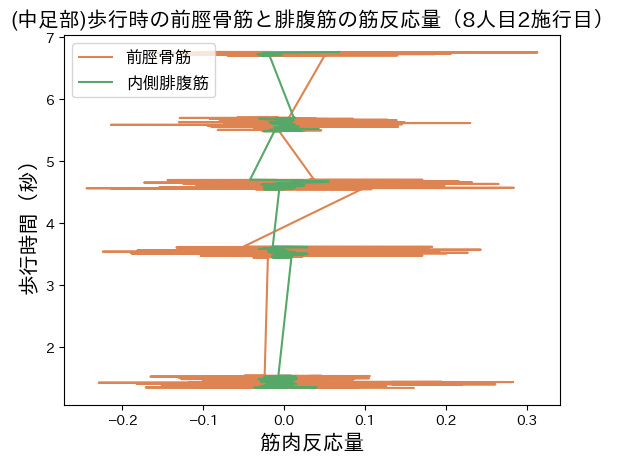 (中足部)歩行時の前脛骨筋と腓腹筋の筋反応量（8人目2施行目）
前脛骨筋
内側腓腹筋
歩行時間（秒）
7
6
5
4
3
2
−0.2 −0.1 0.0 0.1 0.2 0.3
筋肉反応量